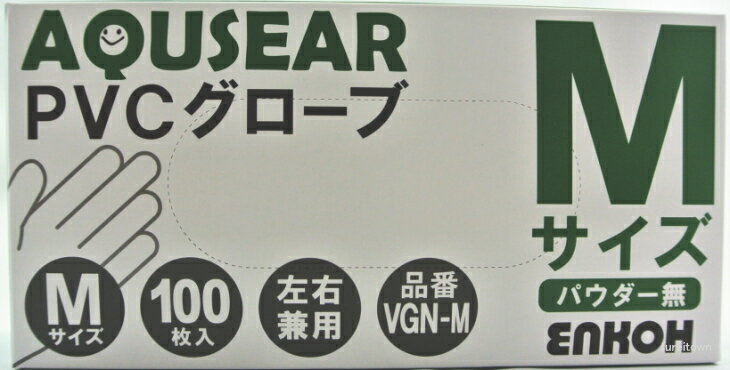 AQUSEAR
PVCグローブ
M
サイズ
パウダー無
ENKOH
M
サイズ
100
枚入
左右
兼用
品番
VGN-M